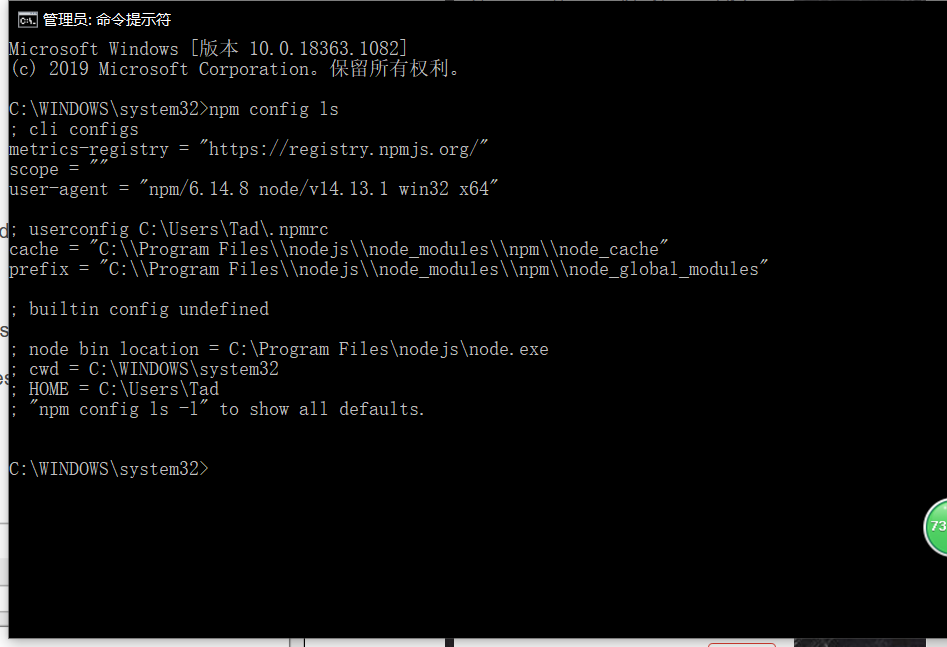 管理员: 命令提示符
Microsoft Windows [版本 10.0.18363.1082]
(c) 2019 Microsoft Corporation。保留所有权利。
C:\WINDOWS\system32>npm config ls
; cli configs
metrics-registry = "https://registry.npmjs.org/"
scope = ""
user-agent = "npm/6.14.8 node/v14.13.1 win32 x64"
; userconfig C:\Users\Tad\.npmrc
cache = "C:\\Program Files\\nodejs\\node_modules\\npm\\node_cache"
prefix = "C:\\Program Files\\nodejs\\node_modules\\npm\\node_global_modules"
; builtin config undefined
; node bin location = C:\Program Files\nodejs\node.exe
; cwd = C:\WINDOWS\system32
; HOME = C:\Users\Tad
; "npm config ls -l" to show all defaults.
C:\WINDOWS\system32>
73